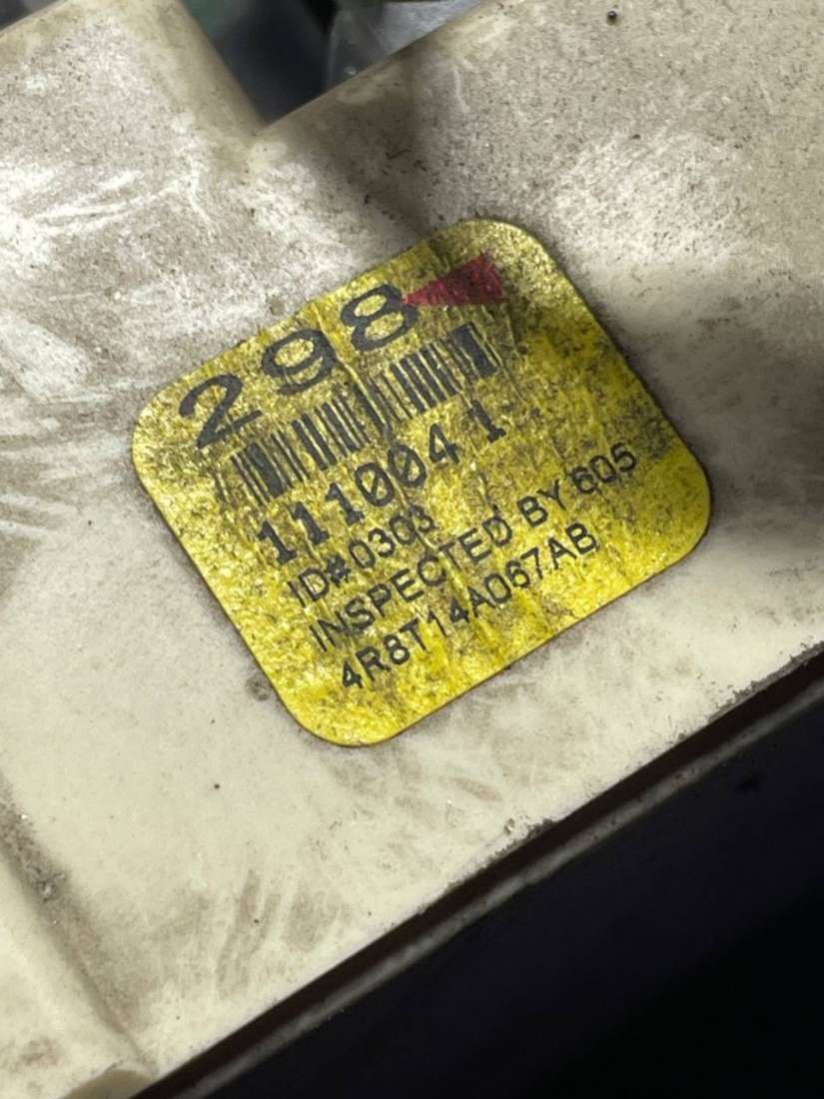 298
111004 1
ID#0303
INSPECTED BY 605
4R8T14A067AB